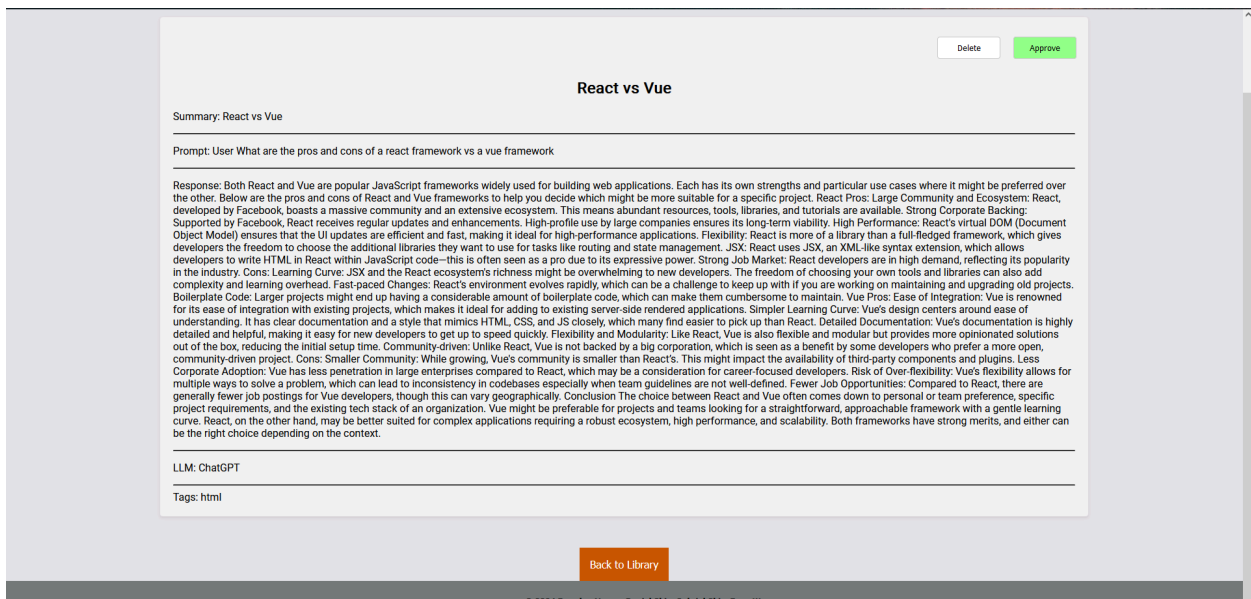 Delete
Approve
React vs Vue
Summary: React vs Vue
Prompt: User What are the pros and cons of a react framework vs a vue framework
Response: Both React and Vue are popular JavaScript frameworks widely used for building web applications. Each has its own strengths and particular use cases where it might be preferred over
the other. Below are the pros and cons of React and Vue frameworks to help you decide which might be more suitable for a specific project. React Pros: Large Community and Ecosystem: React,
developed by Facebook, boasts a massive community and an extensive ecosystem. This means abundant resources, tools, libraries, and tutorials are available. Strong Corporate Backing:
Supported by Facebook, React receives regular updates and enhancements. High-profile use by large companies ensures its long-term viability. High Performance: React's virtual DOM (Document
Object Model) ensures that the UI updates are efficient and fast, making it ideal for high-performance applications. Flexibility: React is more of a library than a full-fledged framework, which gives
developers the freedom to choose the additional libraries they want to use for tasks like routing and state management. JSX: React uses JSX, an XML-like syntax extension, which allows
developers to write HTML in React within JavaScript code—this is often seen as a pro due to its expressive power. Strong Job Market: React developers are in high demand, reflecting its popularity
in the industry. Cons: Learning Curve: JSX and the React ecosystem's richness might be overwhelming to new developers. The freedom of choosing your own tools and libraries can also add
complexity and learning overhead. Fast-paced Changes: React's environment evolves rapidly, which can be a challenge to keep up with if you are working on maintaining and upgrading old projects.
Boilerplate Code: Larger projects might end up having a considerable amount of boilerplate code, which can make them cumbersome to maintain. Vue Pros: Ease of Integration: Vue is renowned
for its ease of integration with existing projects, which makes it ideal for adding to existing server-side rendered applications. Simpler Learning Curve: Vue's design centers around ease of
understanding. It has clear documentation and a style that mimics HTML, CSS, and JS closely, which many find easier to pick up than React. Detailed Documentation: Vue's documentation is highly
detailed and helpful, making it easy for new developers to get up to speed quickly. Flexibility and Modularity: Like React, Vue is also flexible and modular but provides more opinionated solutions
out of the box, reducing the initial setup time. Community-driven: Unlike React, Vue is not backed by a big corporation, which is seen as a benefit by some developers who prefer a more open,
community-driven project. Cons: Smaller Community: While growing, Vue's community is smaller than React's. This might impact the availability of third-party components and plugins. Less
Corporate Adoption: Vue has less penetration in large enterprises compared to React, which may be a consideration for career-focused developers. Risk of Over-flexibility: Vue's flexibility allows for
multiple ways to solve a problem, which can lead to inconsistency in codebases especially when team guidelines are not well-defined. Fewer Job Opportunities: Compared to React, there are
generally fewer job postings for Vue developers, though this can vary geographically. Conclusion The choice between React and Vue often comes down to personal or team preference, specific
project requirements, and the existing tech stack of an organization. Vue might be preferable for projects and teams looking for a straightforward, approachable framework with a gentle learning
curve. React, on the other hand, may be better suited for complex applications requiring a robust ecosystem, high performance, and scalability. Both frameworks have strong merits, and either can
be the right choice depending on the context.
LLM: ChatGPT
Tags: html
Back to Library